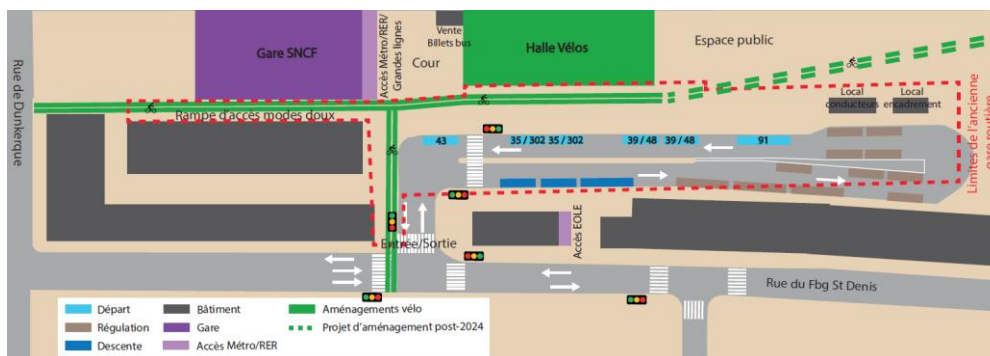 Rue de Dunkerque
Gare SNCF
Accès Métro/RER/
Grandes lignes
Vente
Billets bus
Cour
Halle Vélos
Espace public
Local
conducteurs
Local
encadrement
Rampe d'accès modes doux
43
35 / 302
35 / 302
39 / 48
39 / 48
91
Limites de l'ancienne
gare routière
Accès EOLE
Entrée/Sortie
Rue du Fbg St Denis
Départ
Régulation
Descente
Bâtiment
Gare
Accès Métro/RER
Aménagements vélo
Projet d'aménagement post-2024